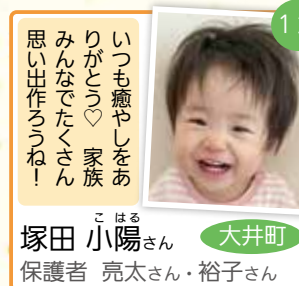 いつも癒やしをあ
りがとう♡　家族
みんなでたくさん
思い出作ろうね！
1
こ はる
塚田 小陽さん
大井町
保護者 亮太さん・裕子さん